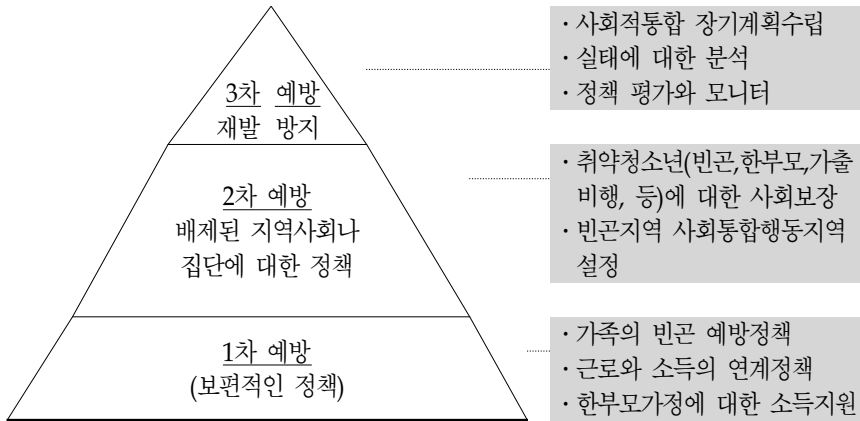 3차 예방
재발 방지
· 사회적통합 장기계획수립
· 실태에 대한 분석
· 정책 평가와 모니터
2차 예방
배제된 지역사회나
집단에 대한 정책
· 취약청소년(빈곤,한부모,가출
비행, 등)에 대한 사회보장
· 빈곤지역 사회통합행동지역
설정
1차 예방
(보편적인 정책)
· 가족의 빈곤 예방정책
· 근로와 소득의 연계정책
· 한부모가정에 대한 소득지원